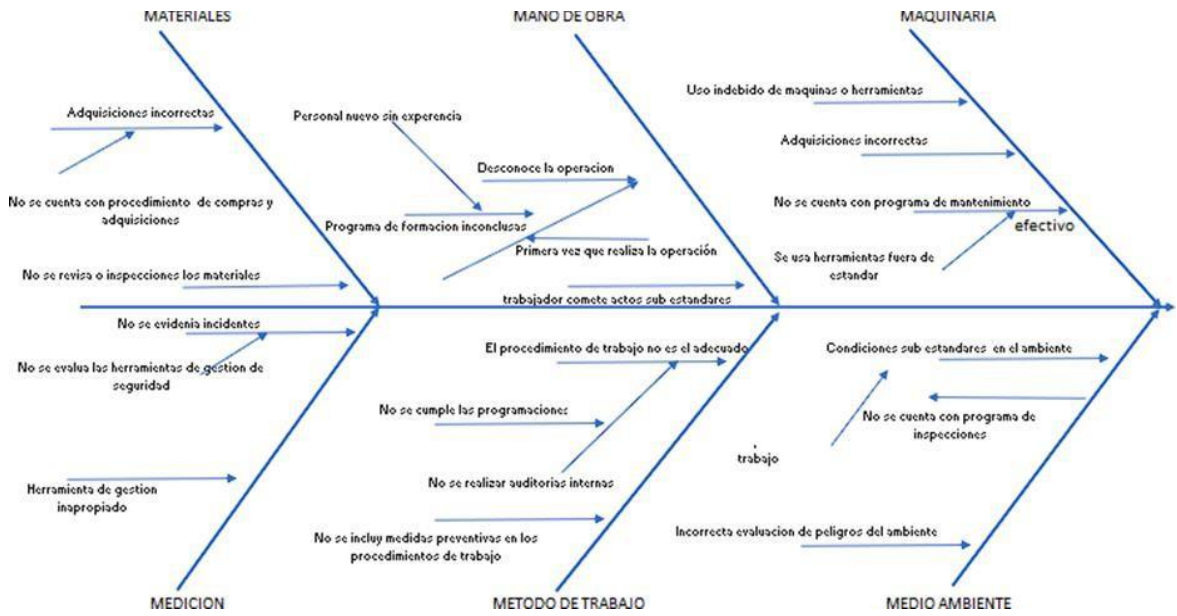 MATERIALES
MANO DE OBRA
MAQUINARIA
Adquisiciones incorrectas
No se cuenta con procedimiento de compras y
adquisiciones
No se revisa o inspecciones los materiales
Personal nuevo sin experencia
Desconoce la operacion
Programa de formacion inconclusas
Primera vez que realiza la operación
trabajador comete actos sub estandares
Uso indebido de maquinas o herramientas
Adquisiciones incorrectas
No se cuenta con programa de mantenimiento
efectivo
Se usa herramientas fuera de
estandar
No se evidenia incidentes
No se evalua las herramientas de gestion de
seguridad
Herramienta de gestion
inapropiado
El procedimiento de trabajo no es el adecuado
No se cumple las programaciones
No se realizar auditorias internas
No se incluy medidas preventivas en los
procedimientos de trabajo
Condiciones sub estandares en el ambiente
No se cuenta con programa de
inspecciones
trabajo
Incorrecta evaluacion de peligros del ambiente
MEDICION
METODO DE TRABAJO
MEDIO AMBIENTE